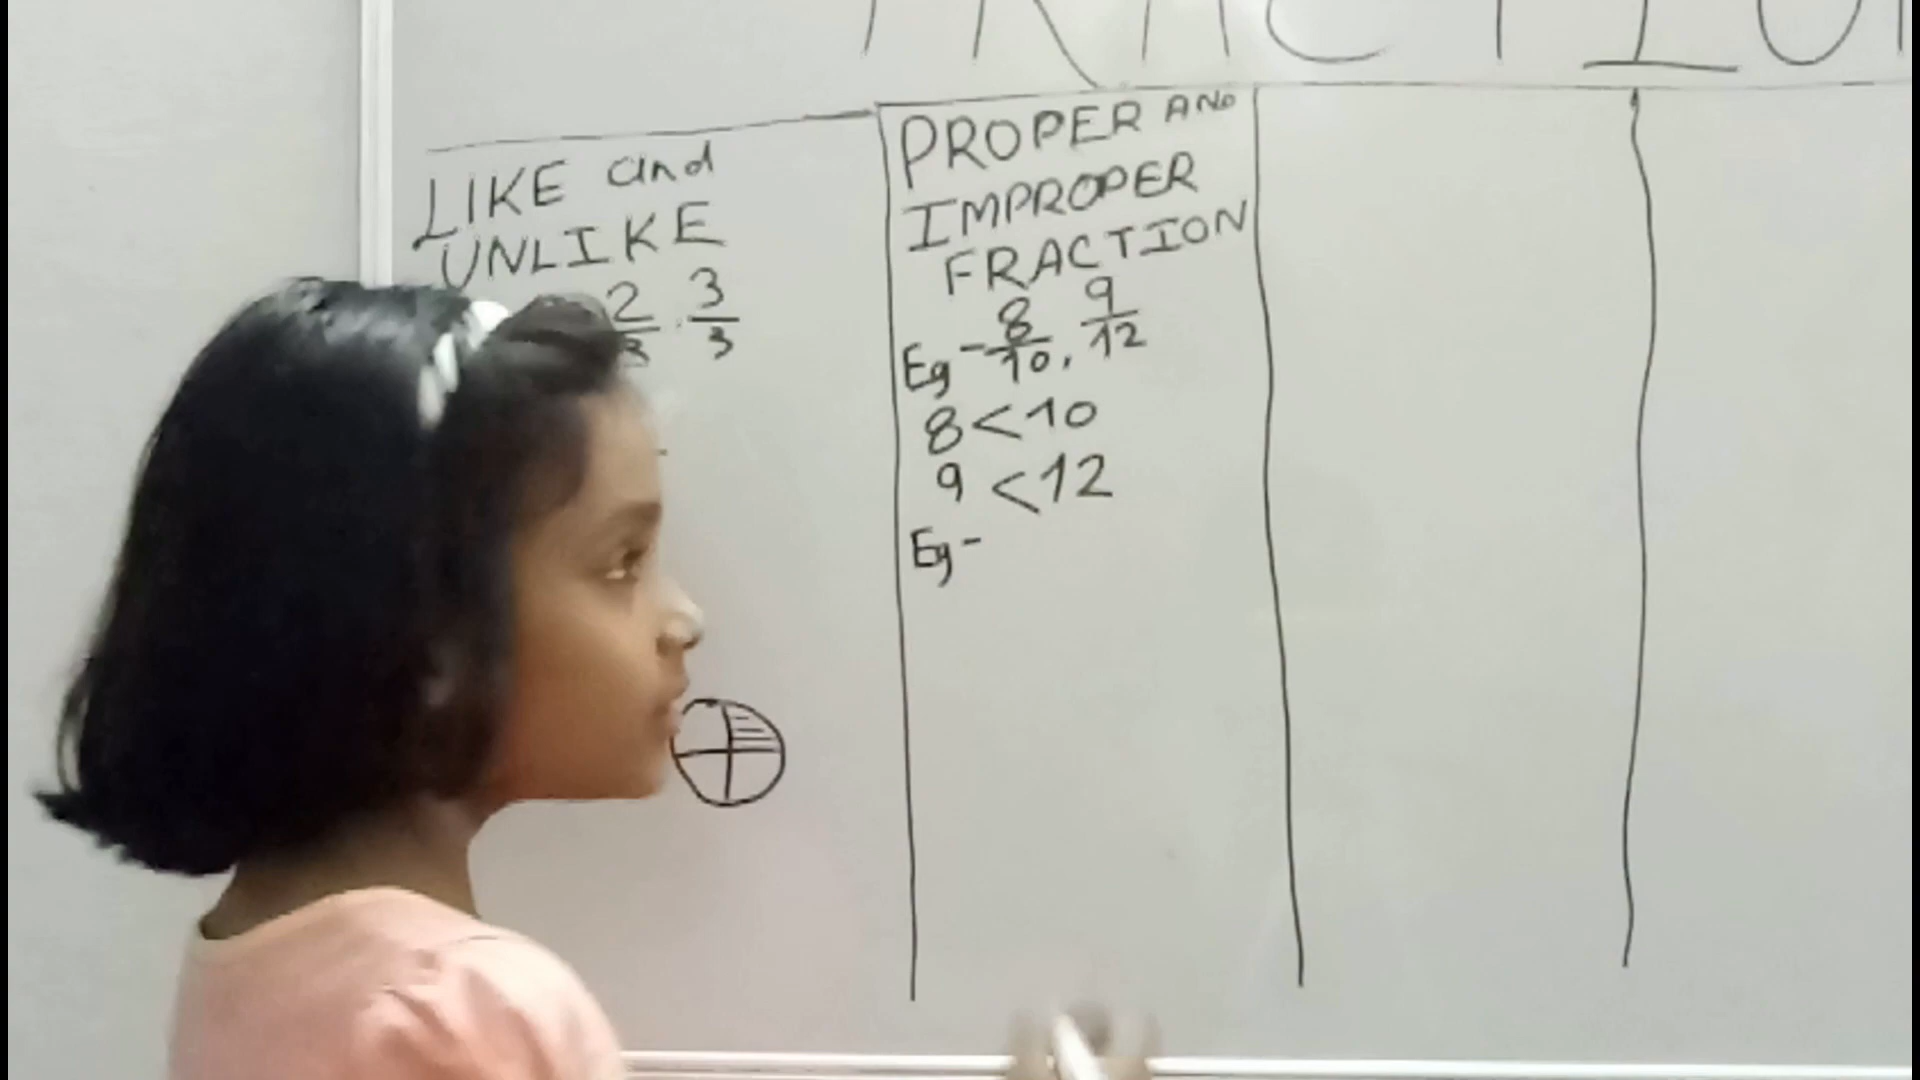 FRACTION
LIKE and
UNLIKE
2/3, 3/3
PROPER AND
IMPROPER
FRACTION
Eg - 8/10, 9/12
8 < 10
9 < 12
Eg -